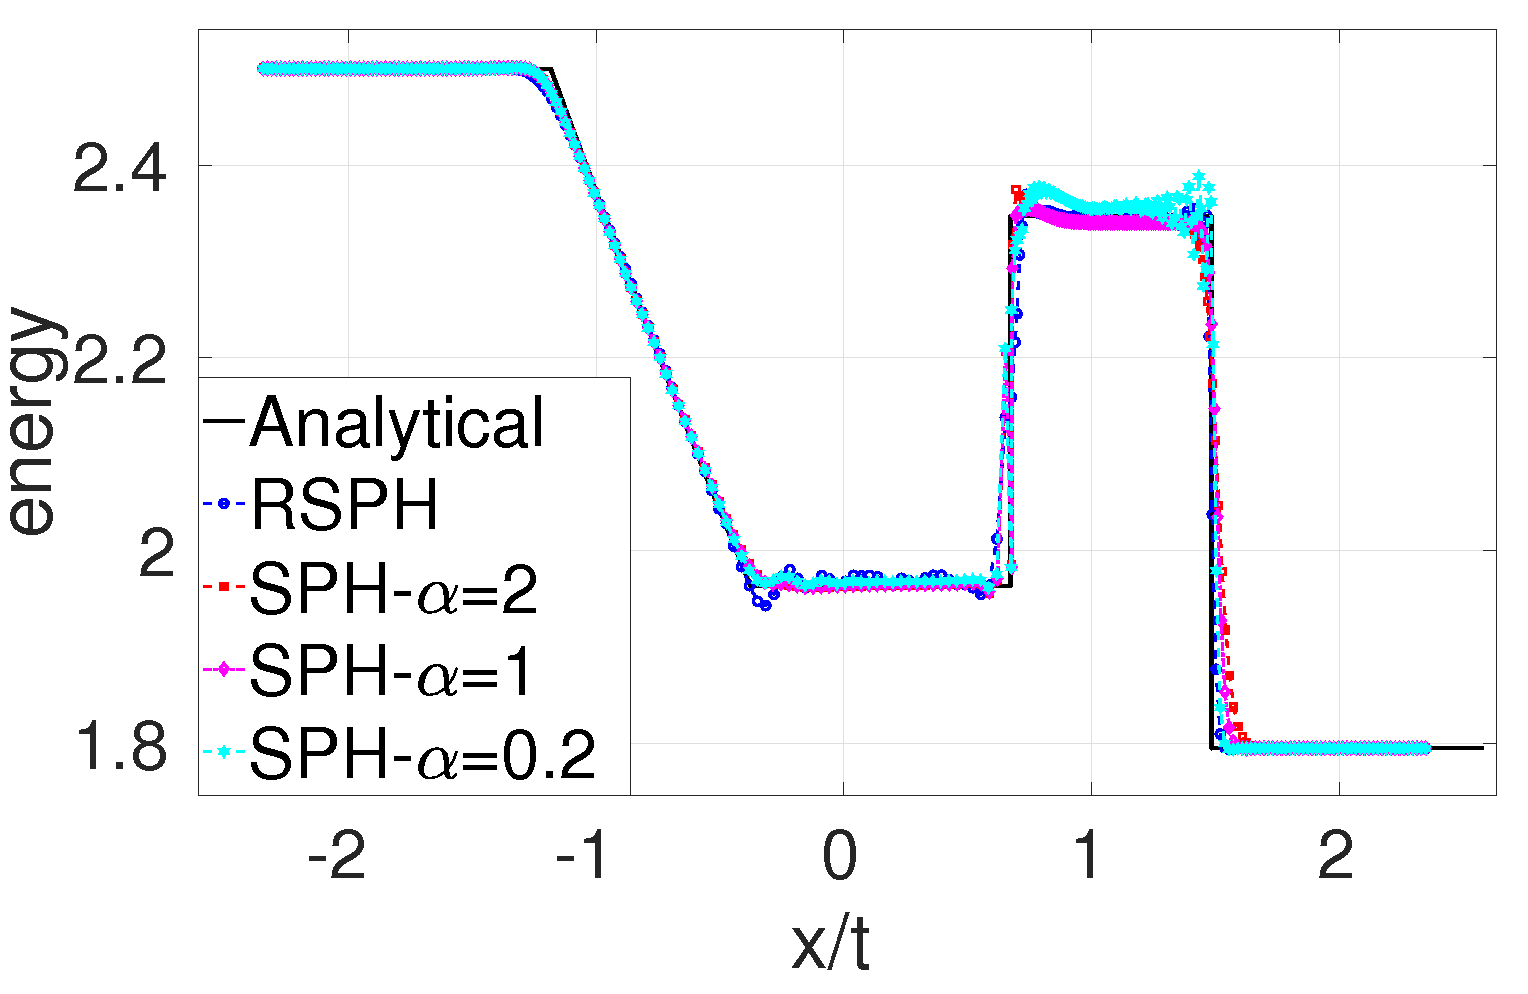 2.4
2.2
2
1.8
energy
Analytical
RSPH
SPH-α=2
SPH-α=1
SPH-α=0.2
-2 -1 0 1 2
x/t